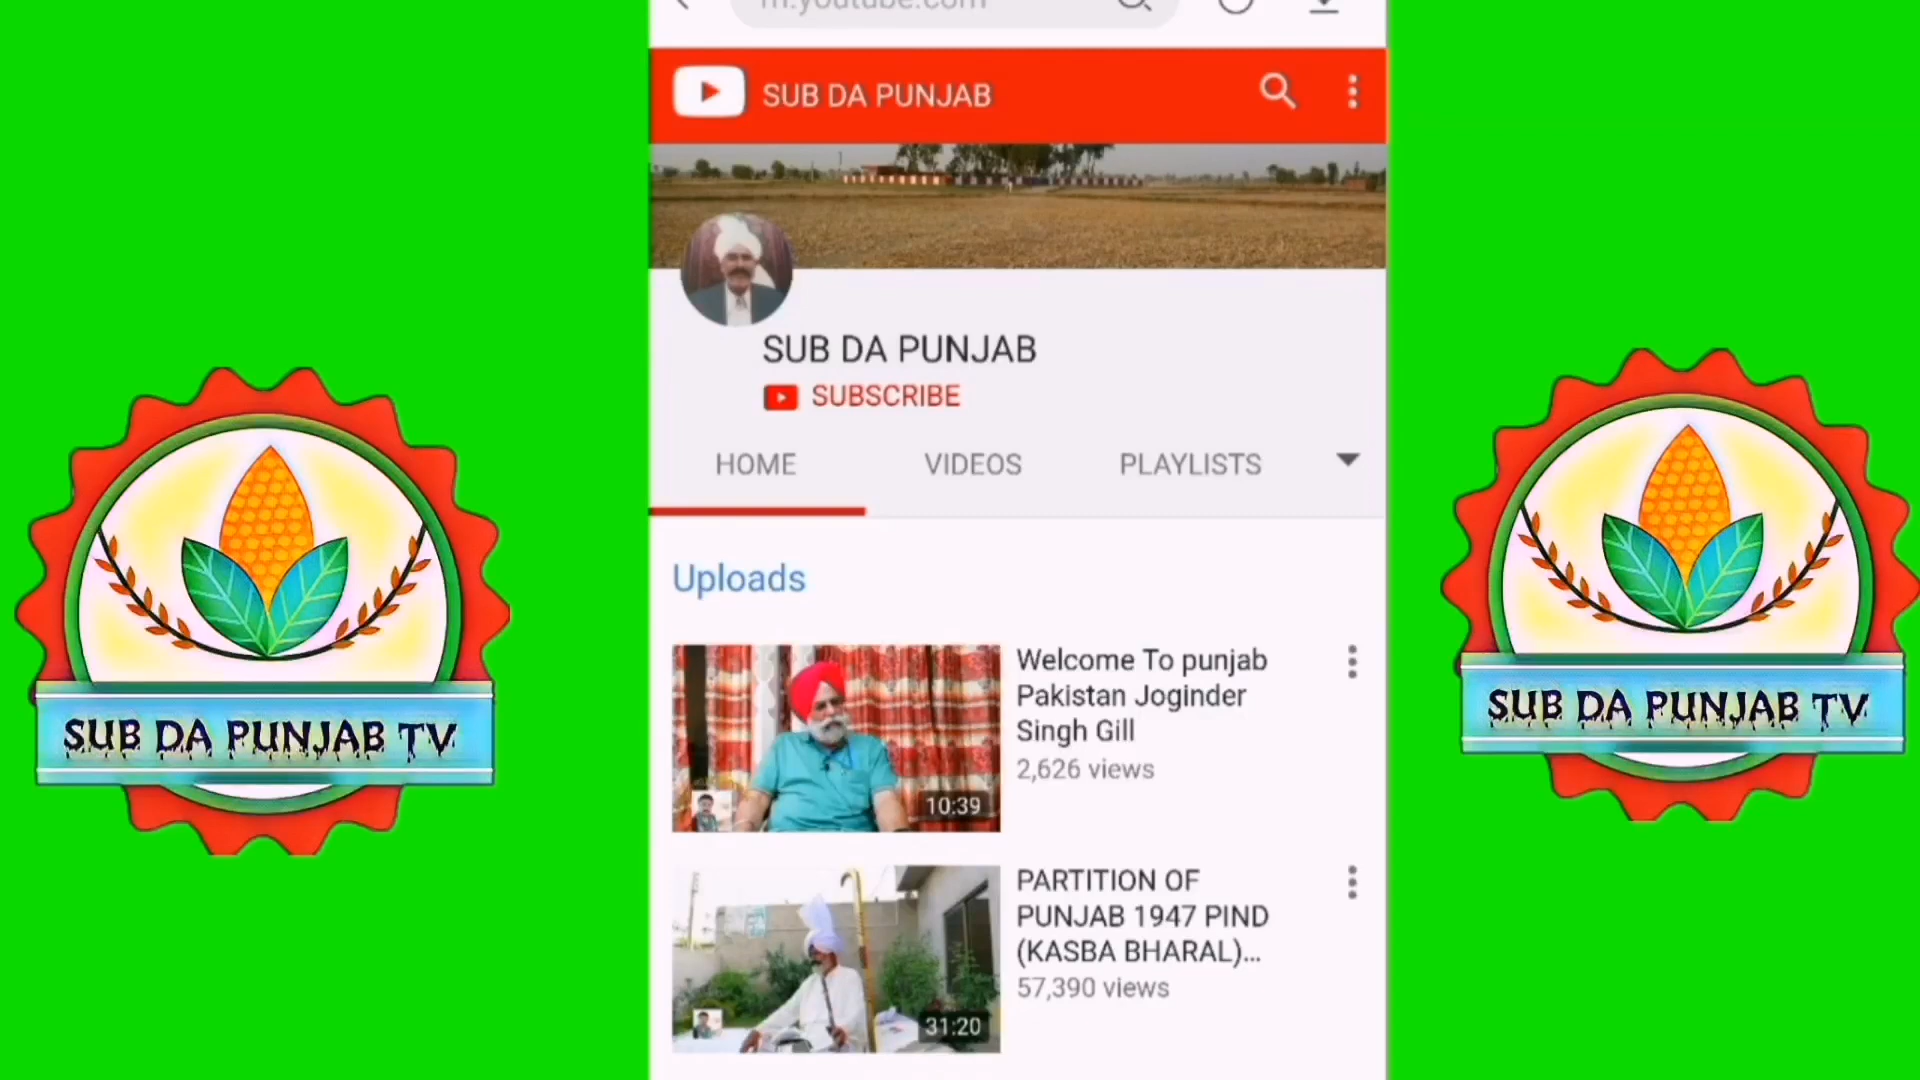 m.youtube.com
SUB DA PUNJAB
SUB DA PUNJAB
SUBSCRIBE
HOME VIDEOS PLAYLISTS
Uploads
Welcome To punjab
Pakistan Joginder
Singh Gill
2,626 views
10:39
PARTITION OF
PUNJAB 1947 PIND
(KASBA BHARAL)...
57,390 views
31:20
SUB DA PUNJAB TV
SUB DA PUNJAB TV